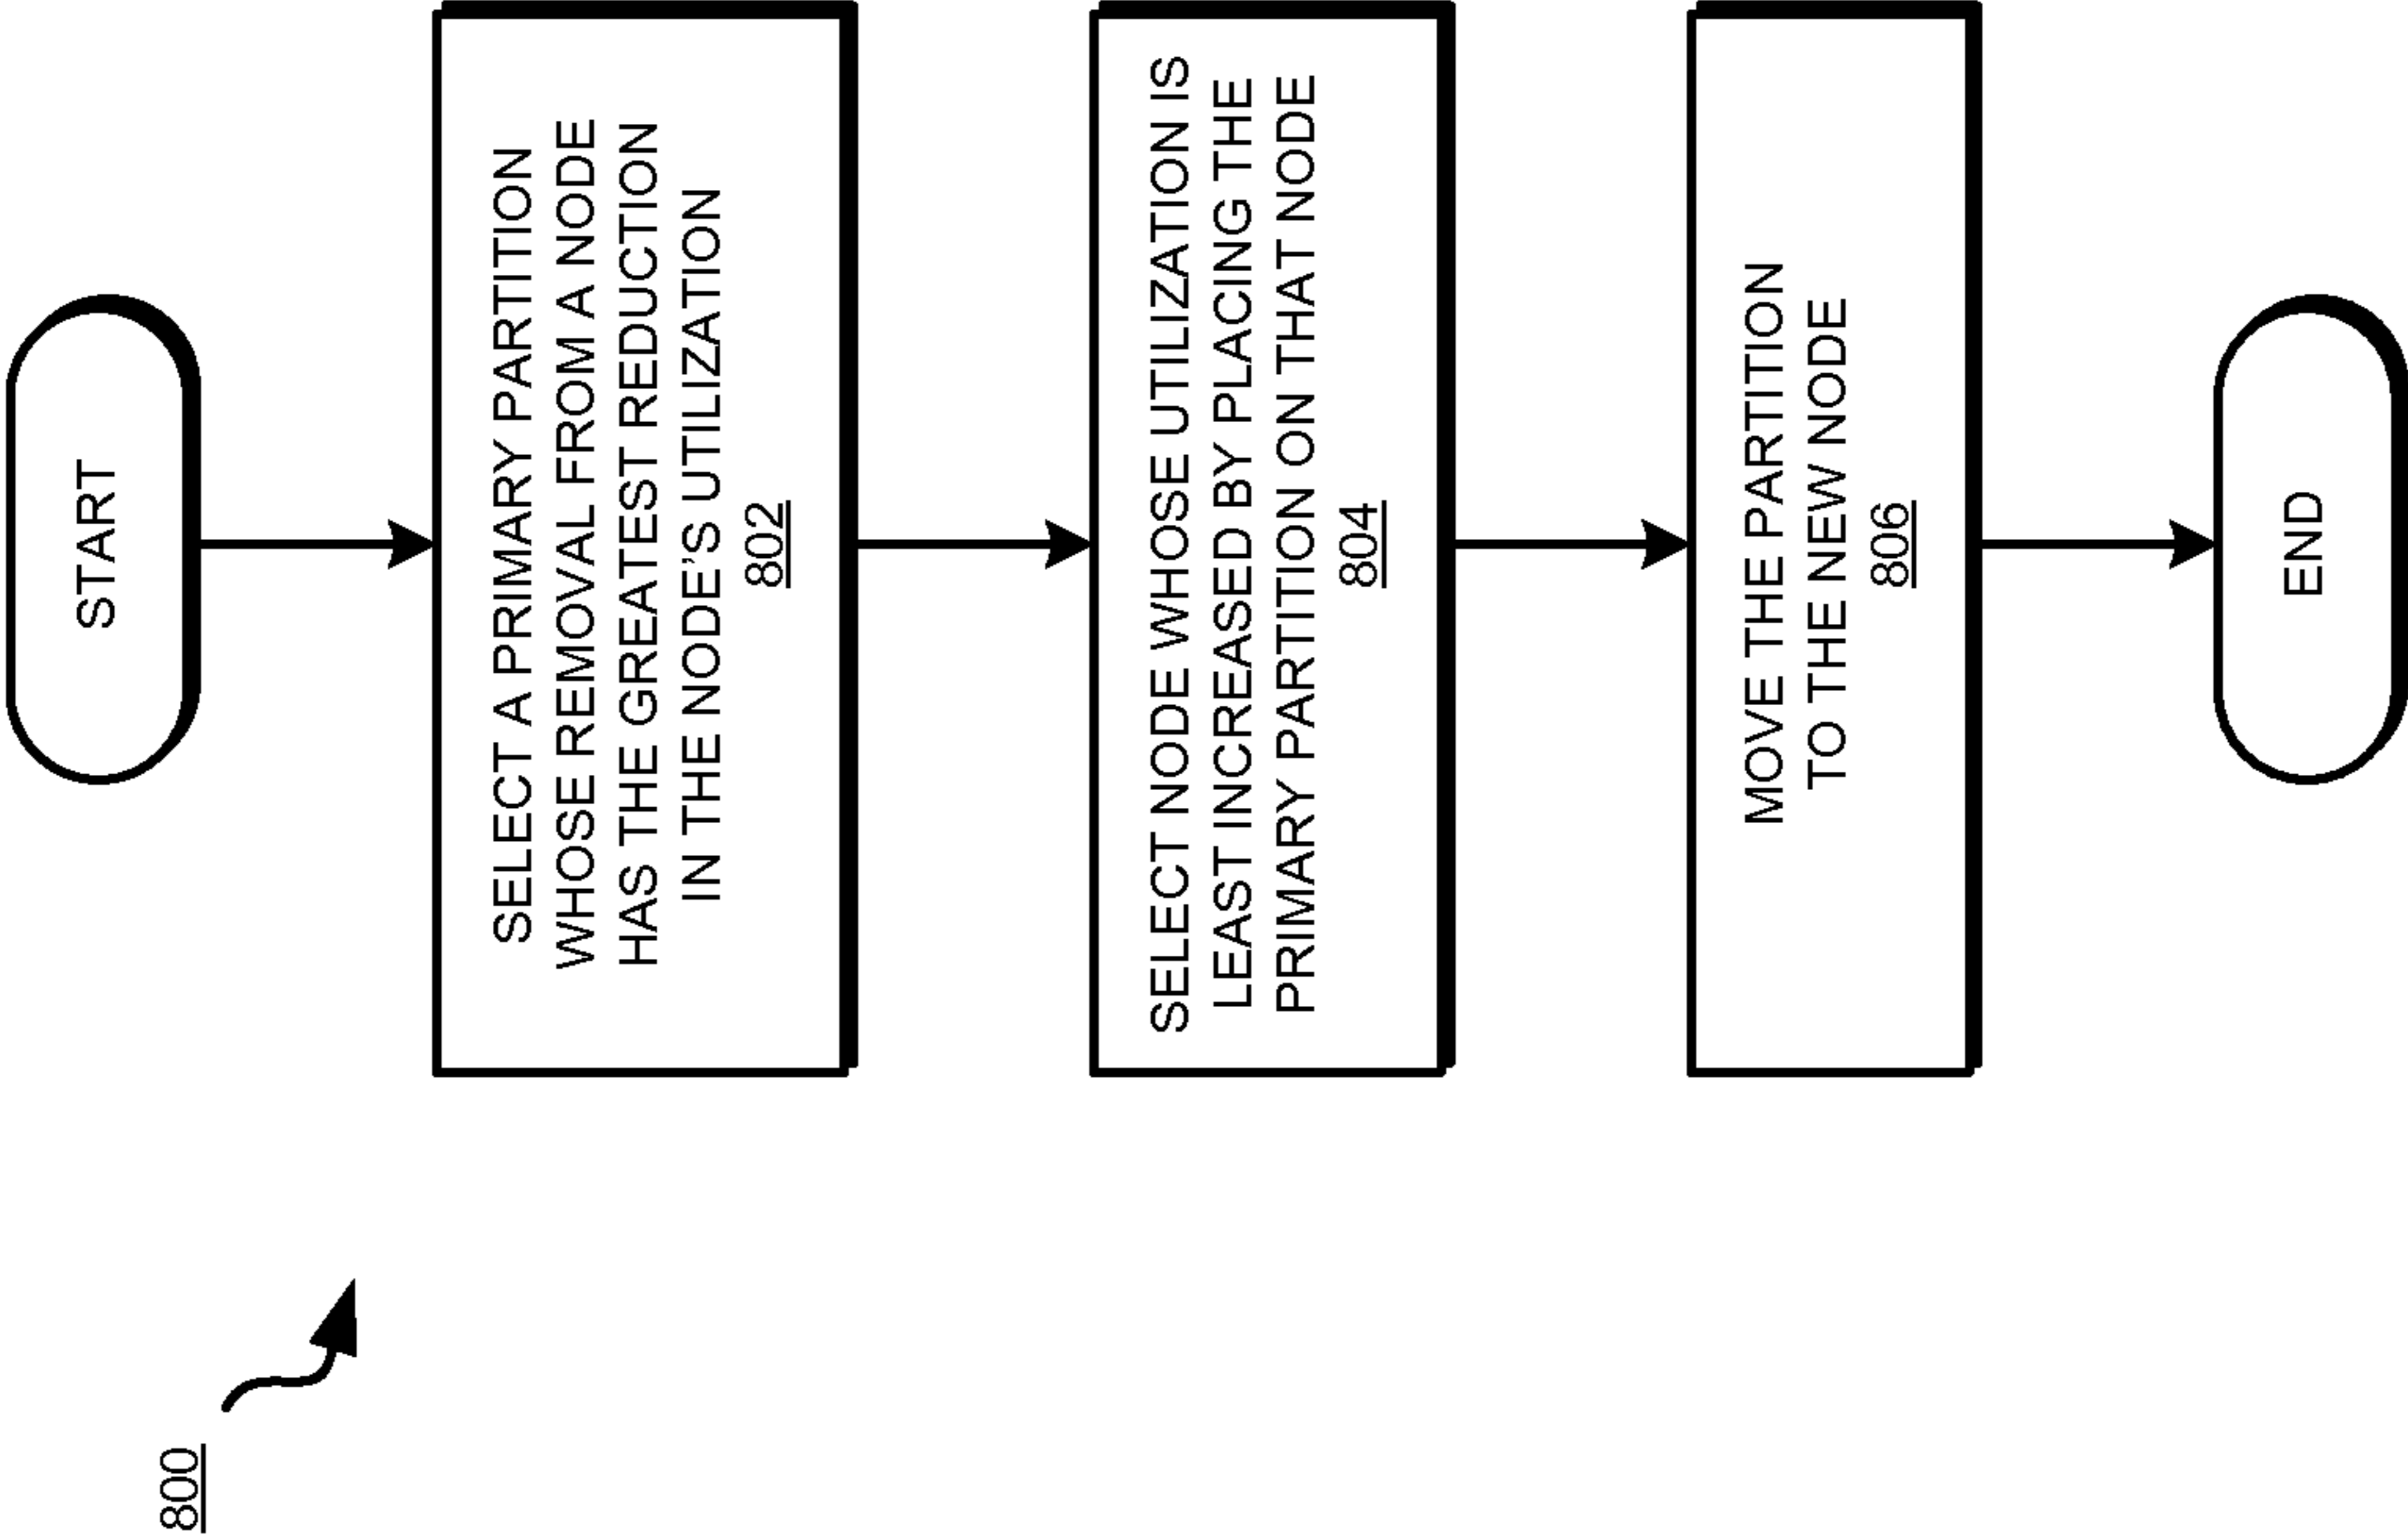 800
START
SELECT A PRIMARY PARTITION
WHOSE REMOVAL FROM A NODE
HAS THE GREATEST REDUCTION
IN THE NODE'S UTILIZATION
802
SELECT NODE WHOSE UTILIZATION IS
LEAST INCREASED BY PLACING THE
PRIMARY PARTITION ON THAT NODE
804
MOVE THE PARTITION
TO THE NEW NODE
806
END